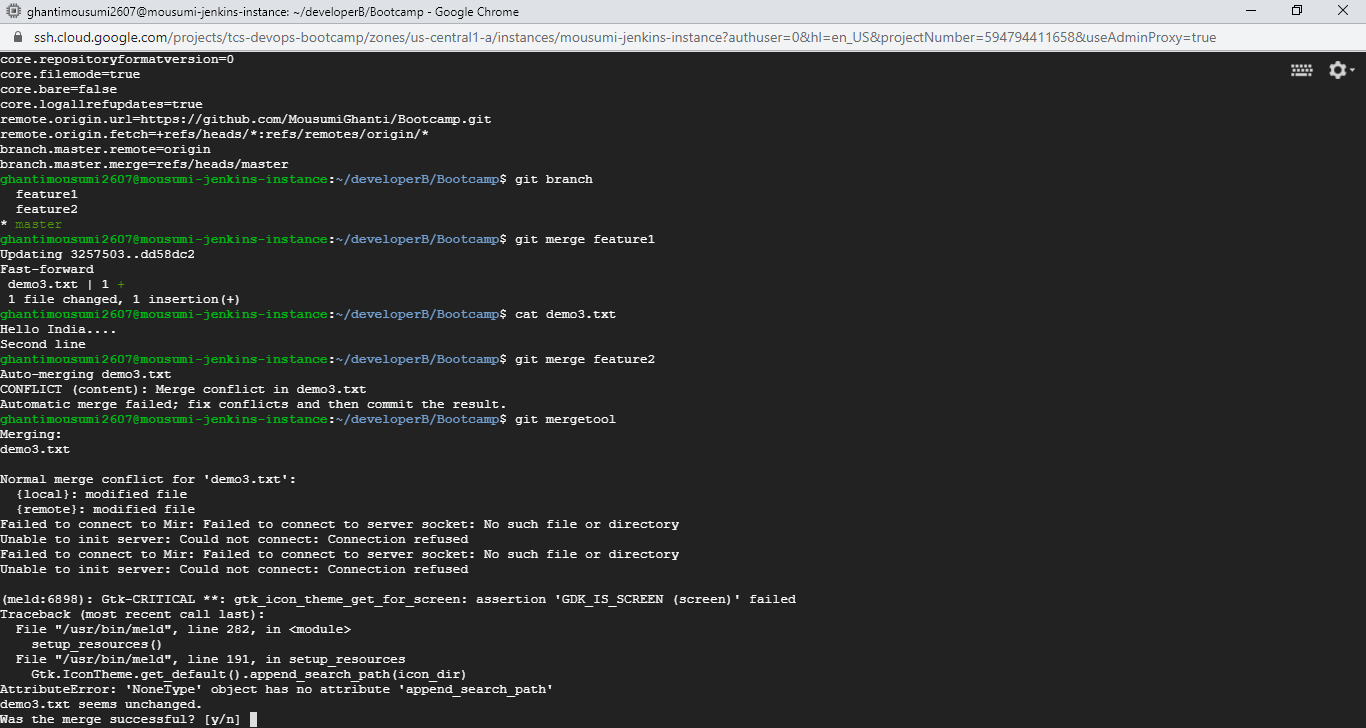 ghantimousumi2607@mousumi-jenkins-instance: ~/developerB/Bootcamp - Google Chrome
ssh.cloud.google.com/projects/tcs-devops-bootcamp/zones/us-central1-a/instances/mousumi-jenkins-instance?authuser=0&hl=en_US&projectNumber=594794411658&useAdminProxy=true
core.repositoryformatversion=0
core.filemode=true
core.bare=false
core.logallrefupdates=true
remote.origin.url=https://github.com/MousumiGhanti/Bootcamp.git
remote.origin.fetch=+refs/heads/*:refs/remotes/origin/*
branch.master.remote=origin
branch.master.merge=refs/heads/master
ghantimousumi2607@mousumi-jenkins-instance:~/developerB/Bootcamp$ git branch
  feature1
  feature2
* master
ghantimousumi2607@mousumi-jenkins-instance:~/developerB/Bootcamp$ git merge feature1
Updating 3257503..dd58dc2
Fast-forward
 demo3.txt | 1 +
 1 file changed, 1 insertion(+)
ghantimousumi2607@mousumi-jenkins-instance:~/developerB/Bootcamp$ cat demo3.txt
Hello India....
Second line
ghantimousumi2607@mousumi-jenkins-instance:~/developerB/Bootcamp$ git merge feature2
Auto-merging demo3.txt
CONFLICT (content): Merge conflict in demo3.txt
Automatic merge failed; fix conflicts and then commit the result.
ghantimousumi2607@mousumi-jenkins-instance:~/developerB/Bootcamp$ git mergetool
Merging:
demo3.txt

Normal merge conflict for 'demo3.txt':
  {local}: modified file
  {remote}: modified file
Failed to connect to Mir: Failed to connect to server socket: No such file or directory
Unable to init server: Could not connect: Connection refused
Failed to connect to Mir: Failed to connect to server socket: No such file or directory
Unable to init server: Could not connect: Connection refused

(meld:6898): Gtk-CRITICAL **: gtk_icon_theme_get_for_screen: assertion 'GDK_IS_SCREEN (screen)' failed
Traceback (most recent call last):
  File "/usr/bin/meld", line 282, in <module>
    setup_resources()
  File "/usr/bin/meld", line 191, in setup_resources
    Gtk.IconTheme.get_default().append_search_path(icon_dir)
AttributeError: 'NoneType' object has no attribute 'append_search_path'
demo3.txt seems unchanged.
Was the merge successful? [y/n]